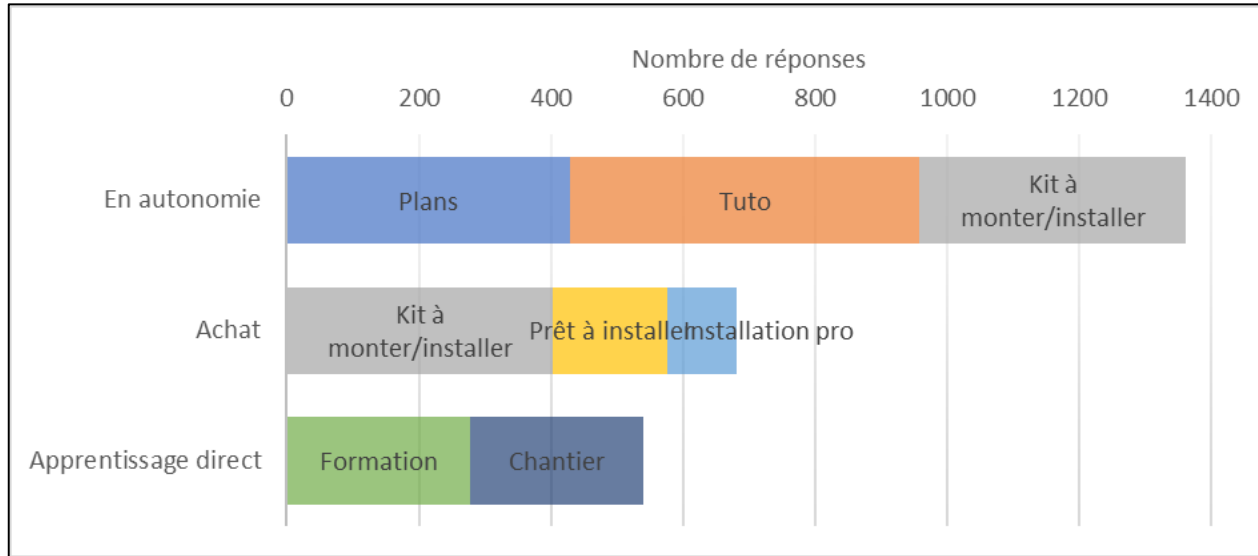 Nombre de réponses
0 200 400 600 800 1000 1200 1400
En autonomie
Plans
Tuto
Kit à
monter/installer
Achat
Kit à
monter/installer
Prêt à installer
Installation pro
Apprentissage direct
Formation
Chantier